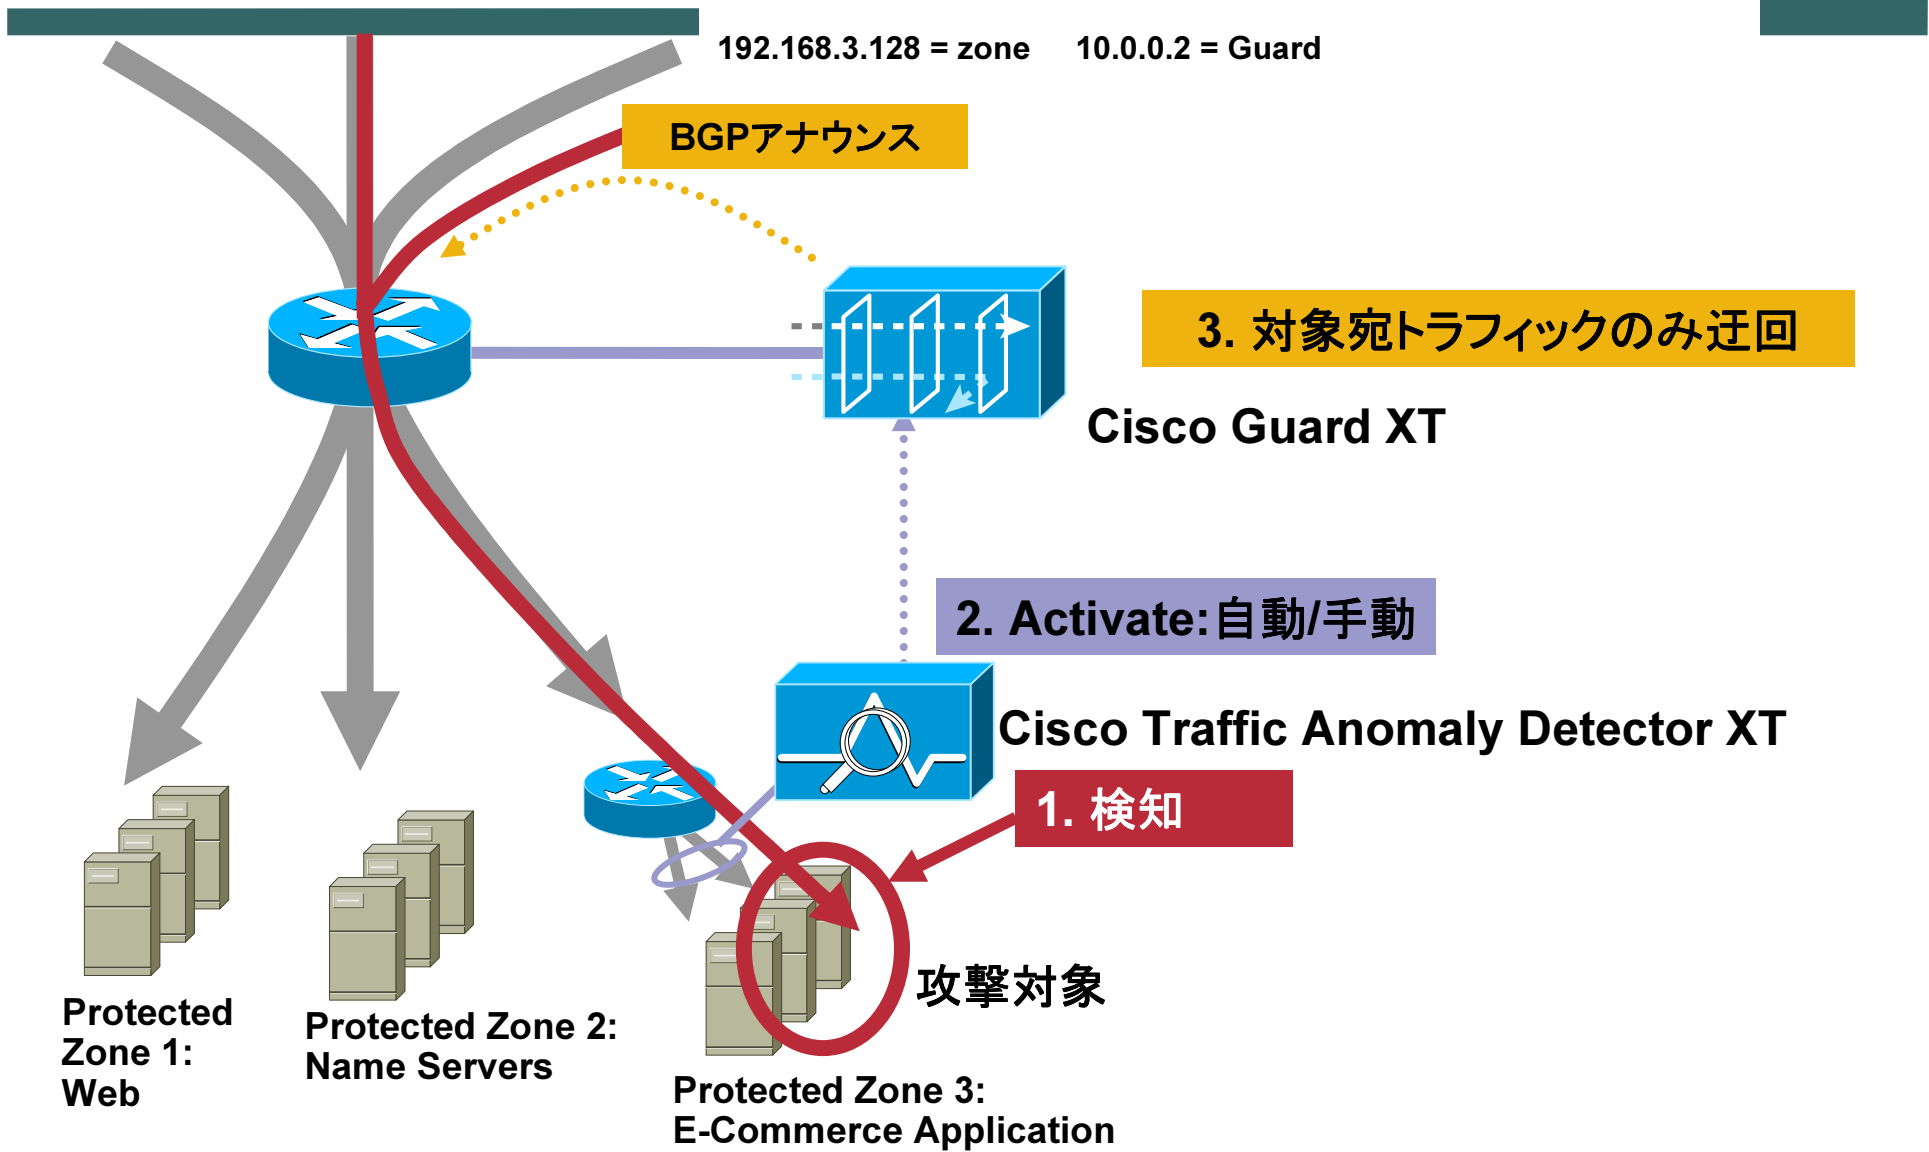 192.168.3.128 = zone 10.0.0.2 = Guard
BGPアナウンス
3. 対象宛トラフィックのみ迂回
Cisco Guard XT
2. Activate:自動/手動
Cisco Traffic Anomaly Detector XT
1. 検知
攻撃対象
Protected
Zone 1:
Web
Protected Zone 2:
Name Servers
Protected Zone 3:
E-Commerce Application